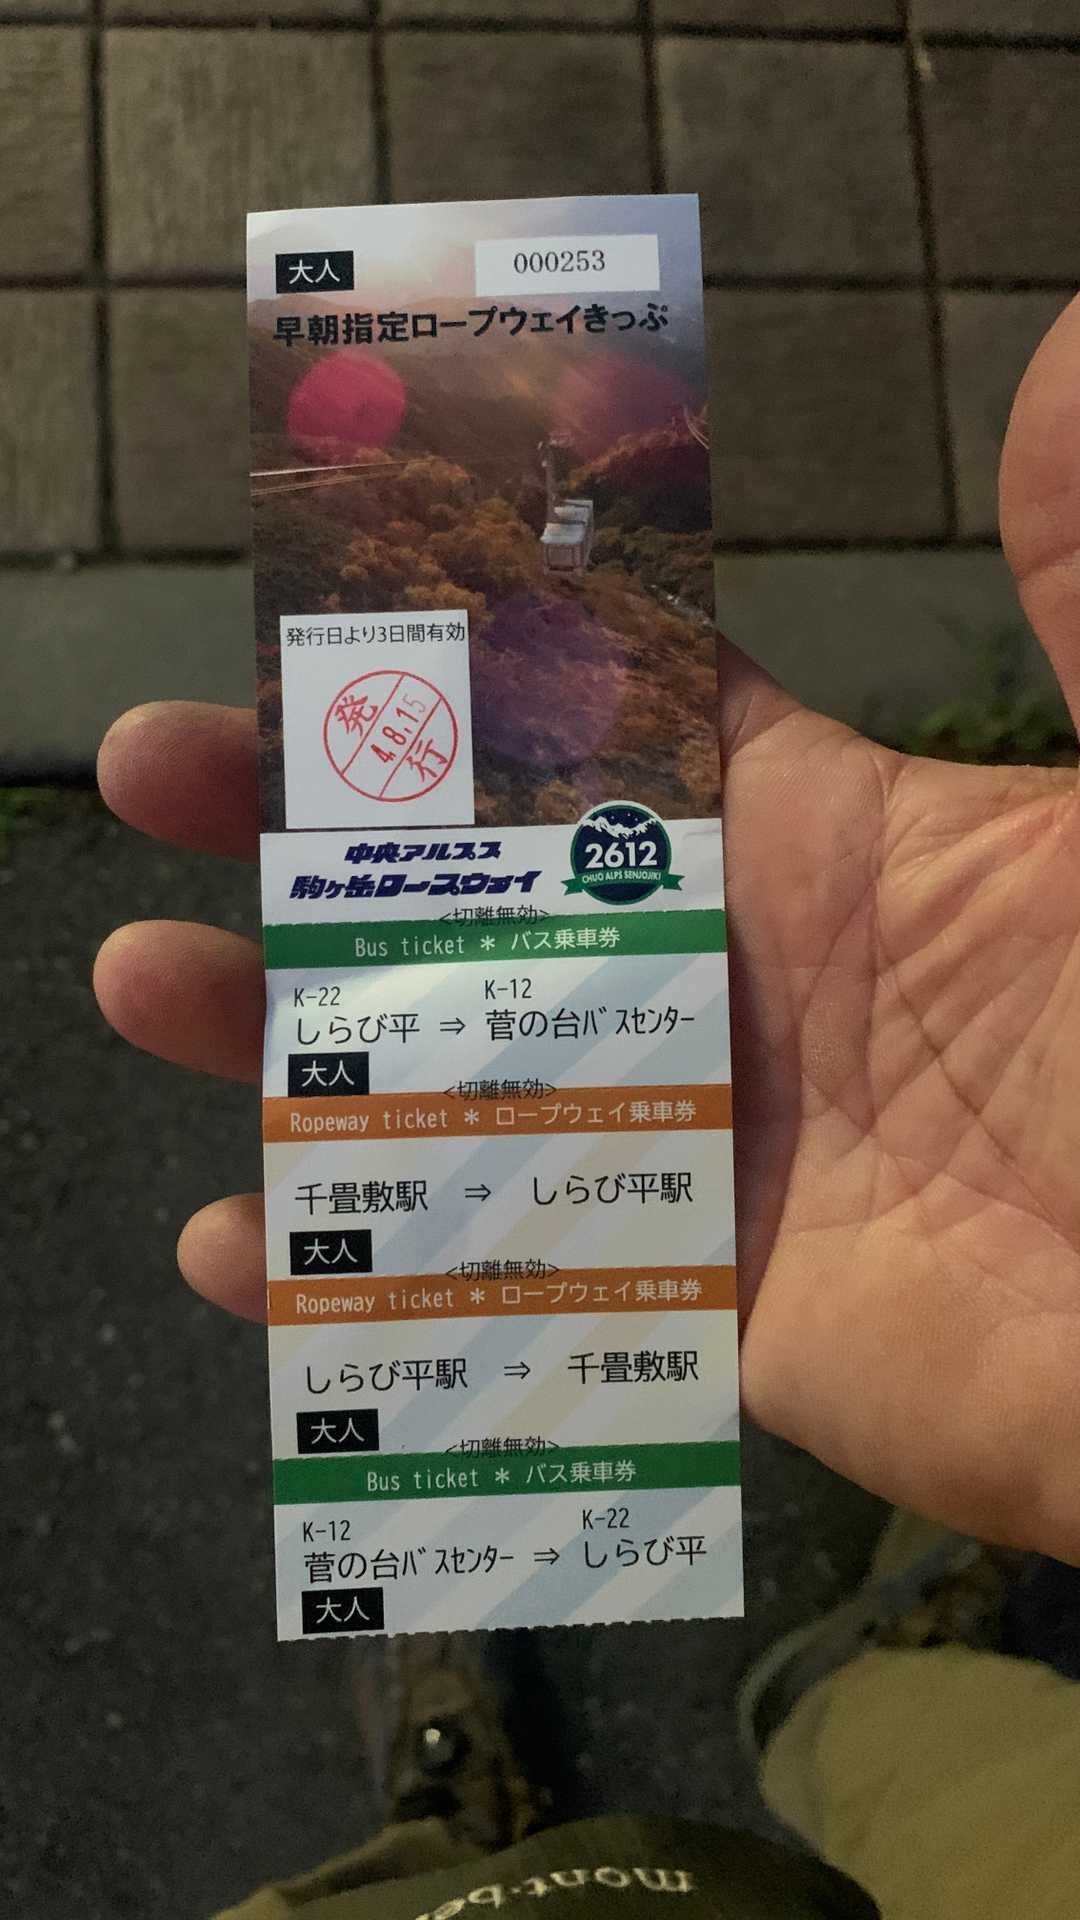 大人
000253
早朝指定ロープウェイきっぷ
発行日より3日間有効
発
4.8.15
行
中央アルプス
駒ヶ岳ロープウェイ
2612
CHUO ALPS SENJOJIKI
<切離無効>
Bus ticket * バス乗車券
K-22 K-12
しらび平 ⇒ 菅の台バスセンター
大人
<切離無効>
Ropeway ticket * ロープウェイ乗車券
千畳敷駅 ⇒ しらび平駅
大人
<切離無効>
Ropeway ticket * ロープウェイ乗車券
しらび平駅 ⇒ 千畳敷駅
大人
<切離無効>
Bus ticket * バス乗車券
K-12 K-22
菅の台バスセンター ⇒ しらび平
大人
mont-be